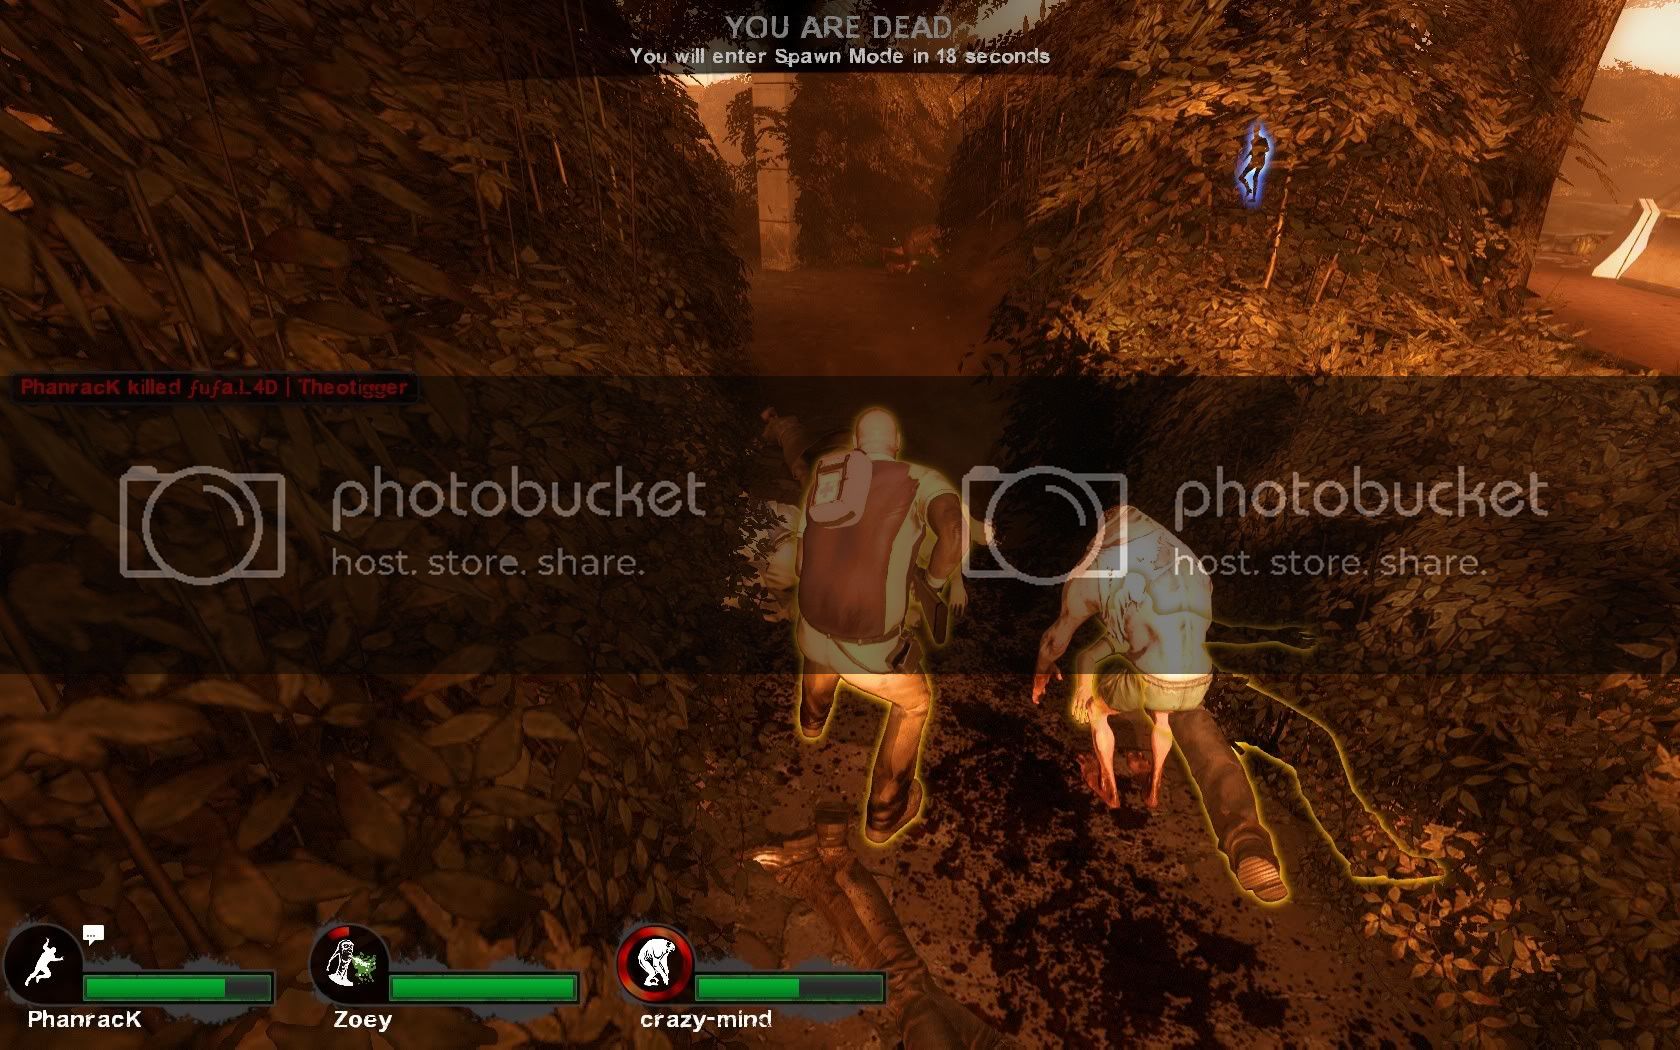 YOU ARE DEAD
You will enter Spawn Mode in 18 seconds
PhanracK killed ƒuƒa.L4D | Theotigger
photobucket
host. store. share.
photobucket
host. store. share.
PhanracK
Zoey
crazy-mind